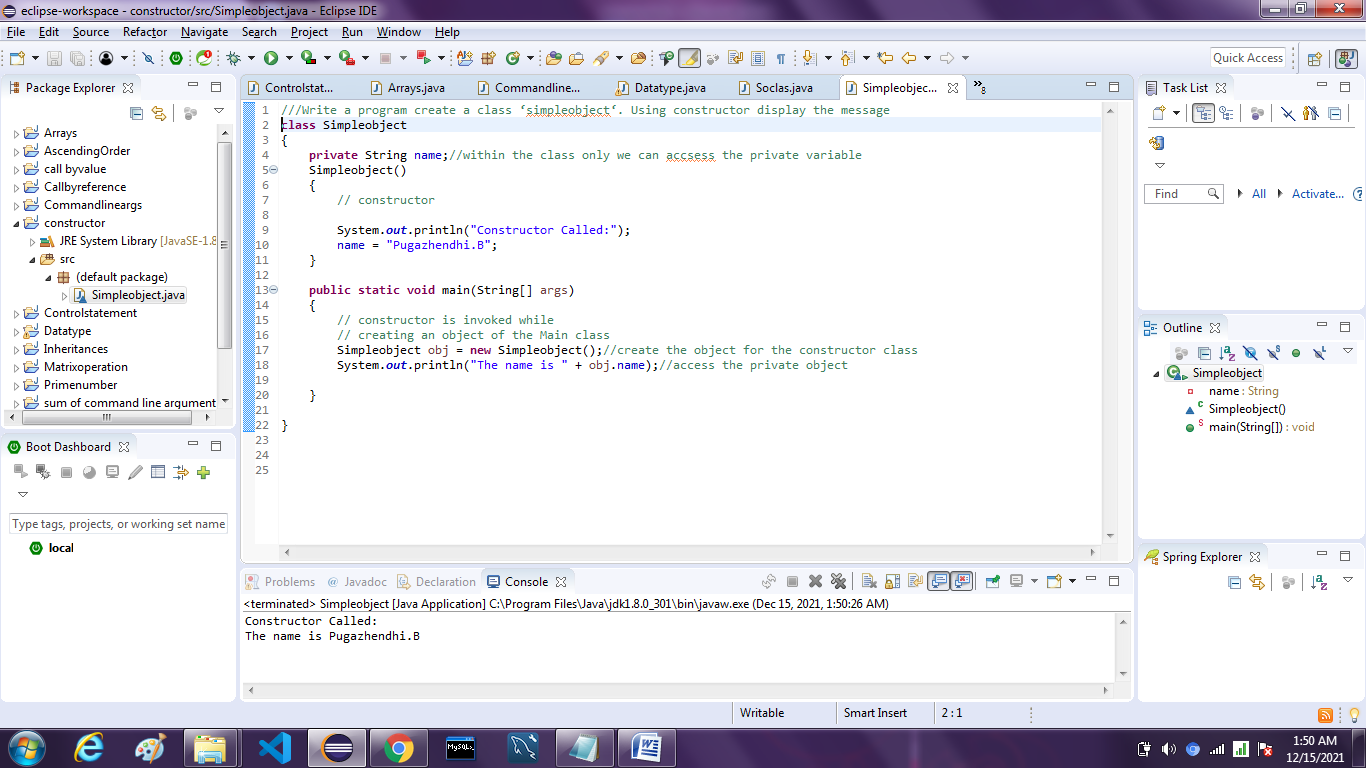 eclipse-workspace - constructor/src/Simpleobject.java - Eclipse IDE
File Edit Source Refactor Navigate Search Project Run Window Help
Quick Access
Package Explorer
Arrays
AscendingOrder
call byvalue
Callbyreference
Commandlineargs
constructor
JRE System Library [JavaSE-1.8
src
(default package)
Simpleobject.java
Controlstatement
Datatype
Inheritances
Matrixoperation
Primenumber
sum of command line argument
Boot Dashboard
Type tags, projects, or working set name
local
Controlstat... Arrays.java Commandline... Datatype.java Soclas.java Simpleobjec... »5
1 ///Write a program create a class ‘simpleobject‘. Using constructor display the message
2 class Simpleobject
3 {
4 private String name;//within the class only we can accsess the private variable
5 Simpleobject()
6 {
7 // constructor
8
9 System.out.println("Constructor Called:");
10 name = "Pugazhendhi.B";
11 }
12
13 public static void main(String[] args)
14 {
15 // constructor is invoked while
16 // creating an object of the Main class
17 Simpleobject obj = new Simpleobject();//create the object for the constructor class
18 System.out.println("The name is " + obj.name);//access the private object
19
20 }
21
22 }
23
24
25
Problems Javadoc Declaration Console
<terminated> Simpleobject [Java Application] C:\Program Files\Java\jdk1.8.0_301\bin\javaw.exe (Dec 15, 2021, 1:50:26 AM)
Constructor Called:
The name is Pugazhendhi.B
Task List
Find All Activate...
Outline
Simpleobject
name : String
Simpleobject()
main(String[]) : void
Spring Explorer
Writable Smart Insert 2 : 1
MySQL
1:50 AM
12/15/2021